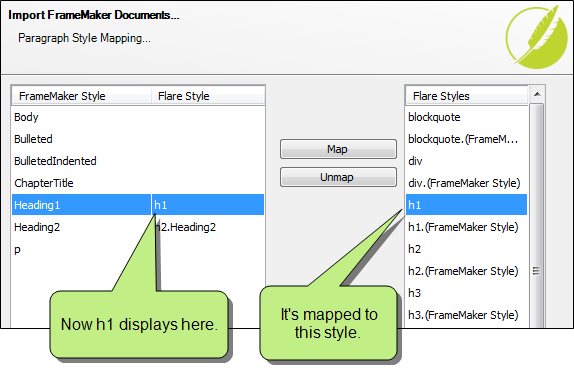 Import FrameMaker Documents...
Paragraph Style Mapping...
FrameMaker Style Flare Style
Body
Bulleted
BulletedIndented
ChapterTitle
Heading1 h1
Heading2 h2.Heading2
p
Map
Unmap
Flare Styles
blockquote
blockquote.(FrameM...
div
div.(FrameMaker Style)
h1
h1.(FrameMaker Style)
h2
h2.(FrameMaker Style)
h3
h3.(FrameMaker Style)
Now h1 displays here.
It's mapped to
this style.